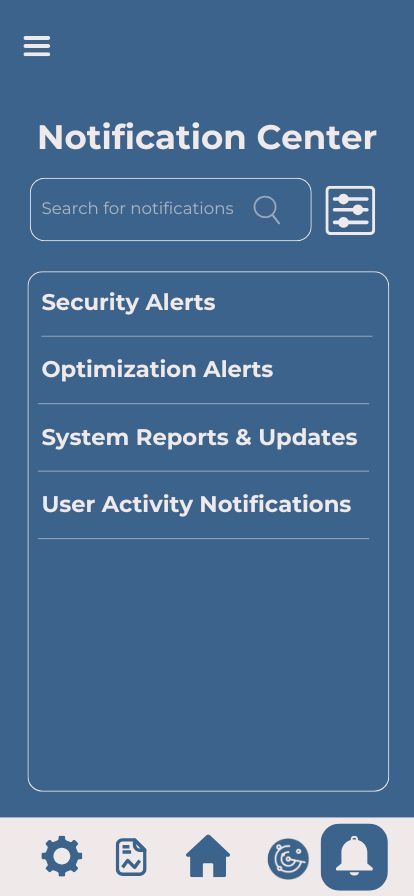 Notification Center
Search for notifications
Security Alerts
Optimization Alerts
System Reports & Updates
User Activity Notifications